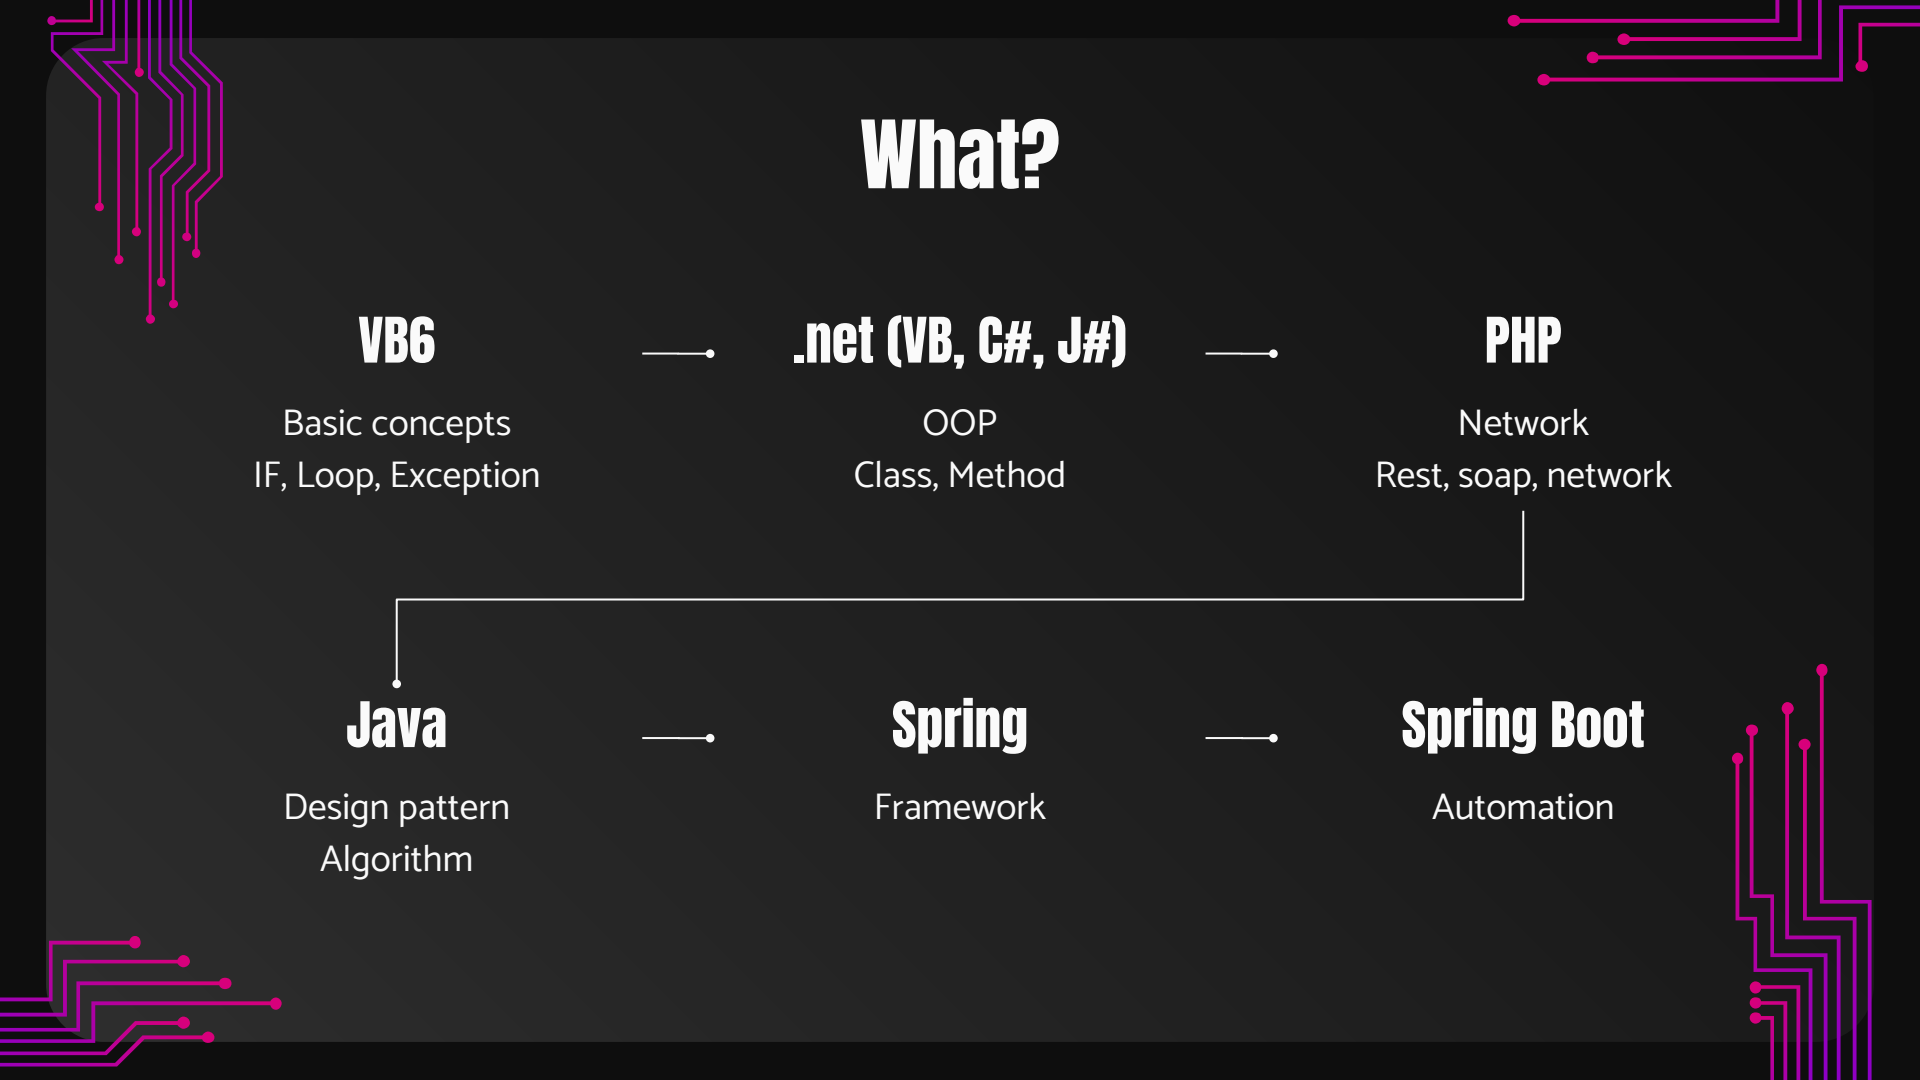 What?
VB6
Basic concepts
IF, Loop, Exception
.net (VB, C#, J#)
OOP
Class, Method
PHP
Network
Rest, soap, network
Java
Design pattern
Algorithm
Spring
Framework
Spring Boot
Automation